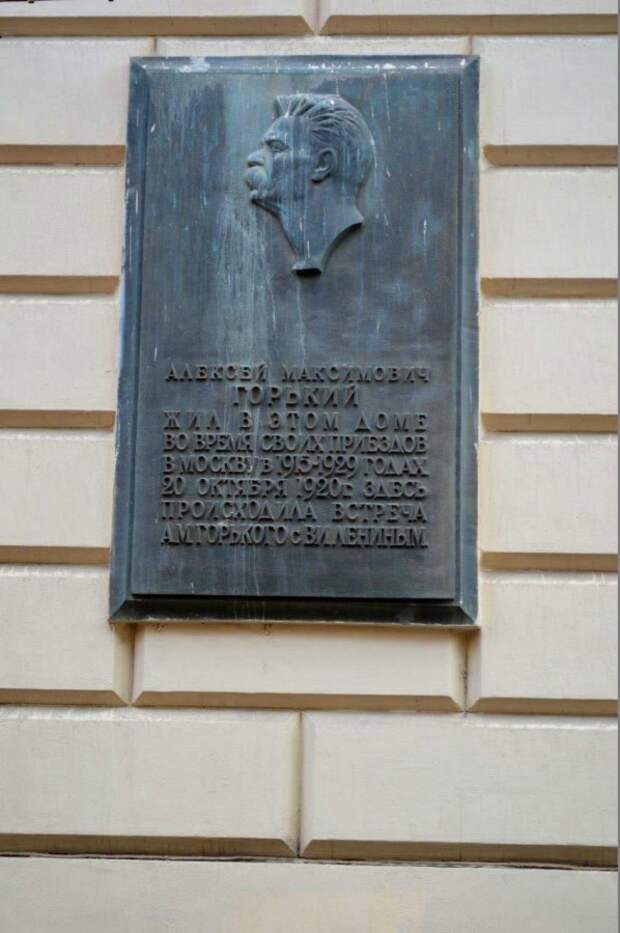 АЛЕКСЕЙ МАКСИМОВИЧ
ГОРЬКИЙ
ЖИЛ В ЭТОМ ДОМЕ
ВО ВРЕМЯ СВОИХ ПРИЕЗДОВ
В МОСКВУ В 1915-1929 ГОДАХ
20 ОКТЯБРЯ 1920 Г. ЗДЕСЬ
ПРОИСХОДИЛА ВСТРЕЧА
А.М.ГОРЬКОГО с В.И.ЛЕНИНЫМ.